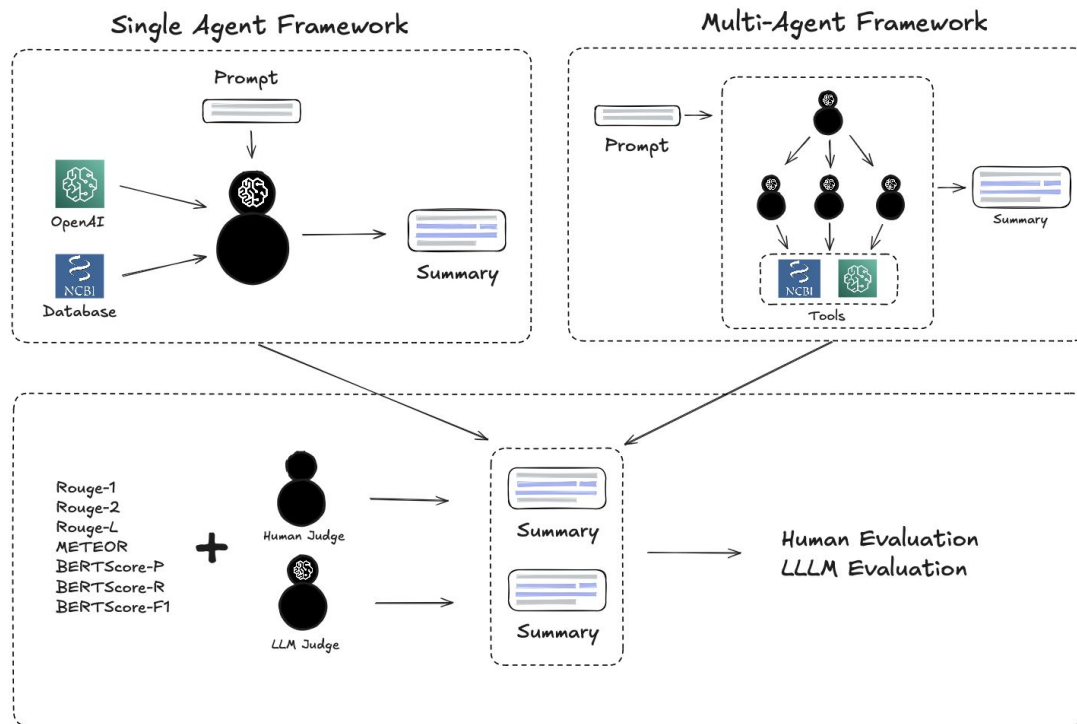 Single Agent Framework
Multi-Agent Framework
Prompt
OpenAI
NCBI
Database
Summary
Prompt
NCBI
Tools
Summary
Rouge-1
Rouge-2
Rouge-L
METEOR
BERTScore-P
BERTScore-R
BERTScore-F1
+
Human Judge
LLM Judge
Summary
Summary
Human Evaluation
LLLM Evaluation